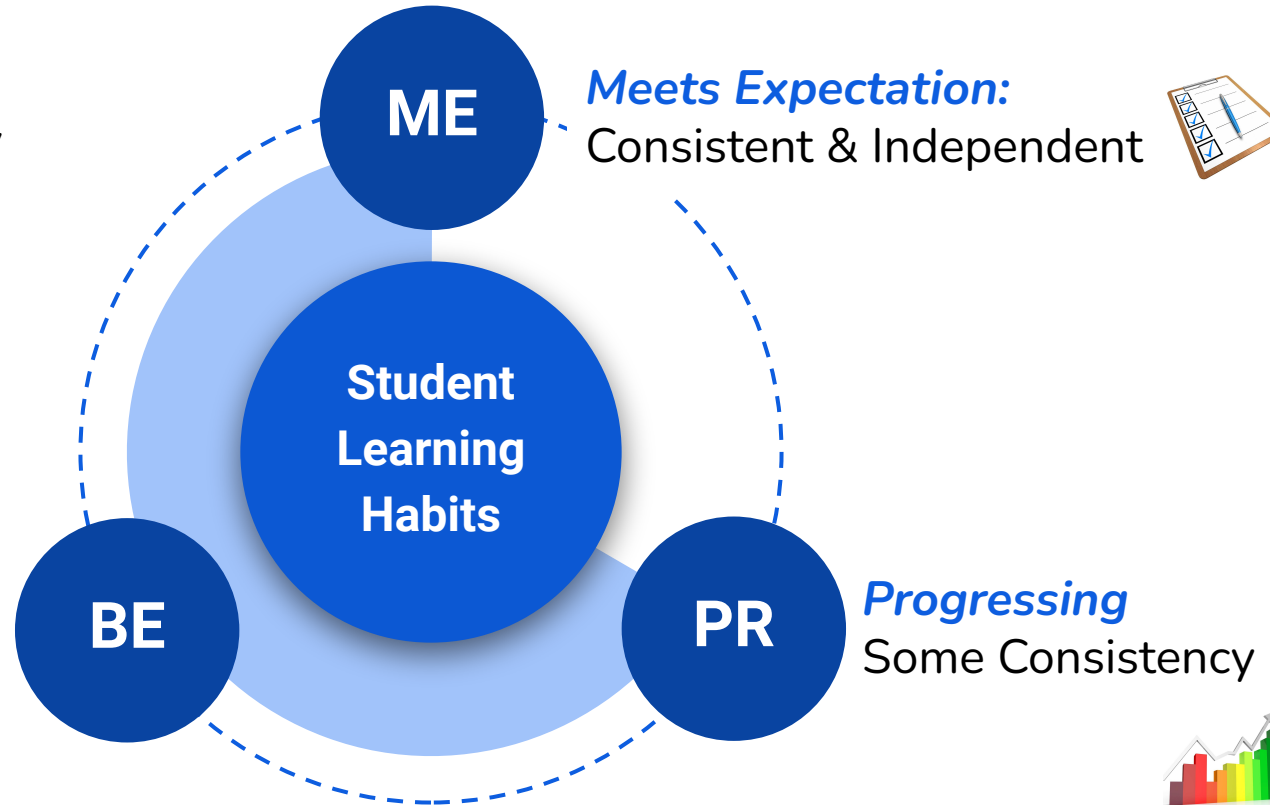 ME
Meets Expectation:
Consistent & Independent
Student
Learning
Habits
BE
PR
Progressing
Some Consistency